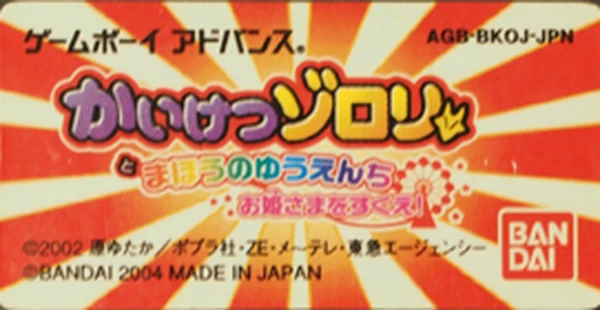 ゲームボーイ アドバンス®
AGB-BKOJ-JPN
かいけつゾロリ
と まほうのゆうえんち
お姫さまをすくえ!
©2002 原ゆたか/ポプラ社・ZE・メ〜テレ・東急エージェンシー
©BANDAI 2004 MADE IN JAPAN
BAN
DAI